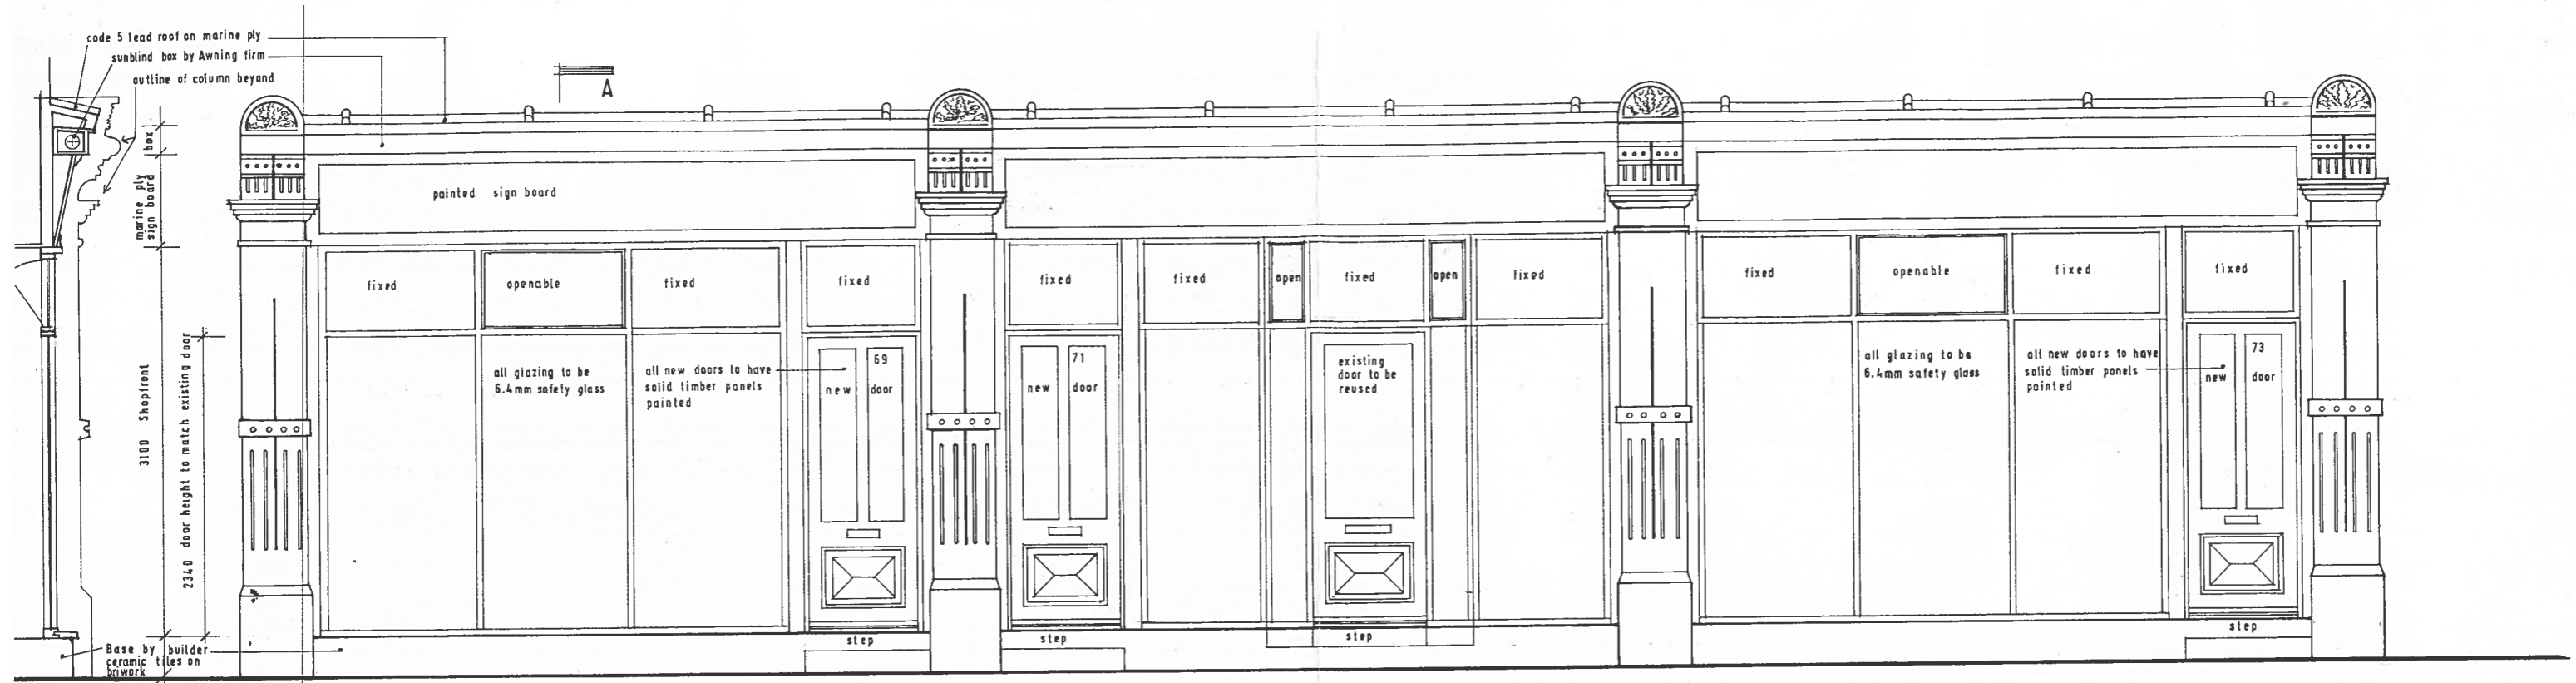 code 5 lead roof on marine ply
sunblind box by Awning firm
outline of column beyond
A
box
marine ply
sign board
3100 Shopfront
2340 door height to match existing door
painted sign board
fixed
openable
fixed
fixed
fixed
fixed
open
fixed
open
fixed
fixed
openable
fixed
fixed
all glazing to be
6.4mm safety glass
all new doors to have
solid timber panels
painted
69
new door
71
new door
existing
door to be
reused
all glazing to be
6.4mm safety glass
all new doors to have
solid timber panels
painted
73
new door
step
step
step
step
Base by builder
ceramic tiles on
briwork